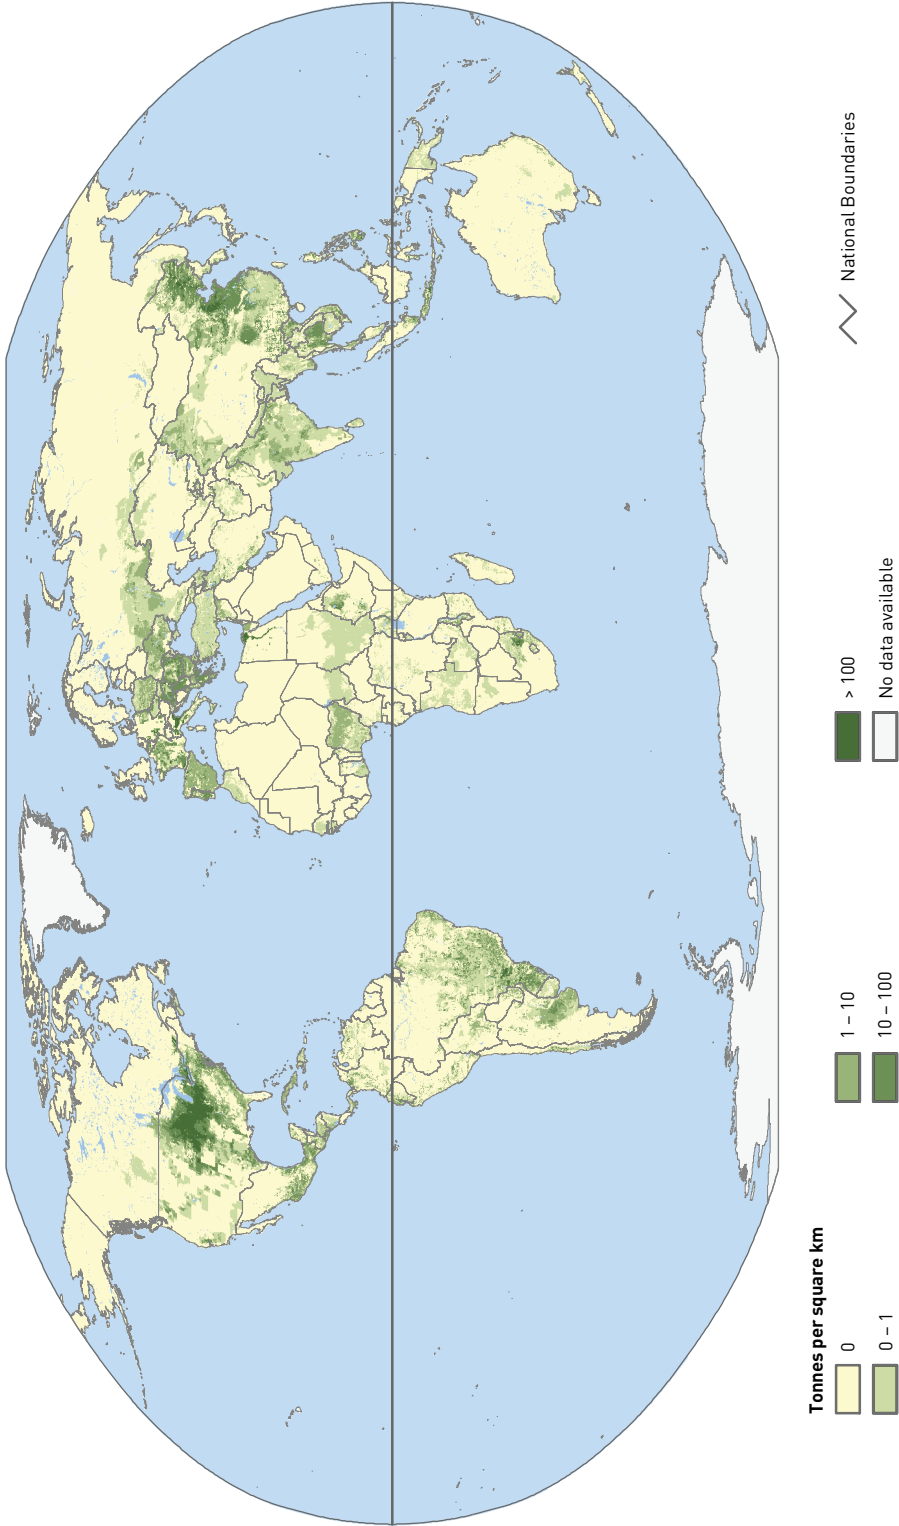 Tonnes per square km
0
0 – 1
1 – 10
10 – 100
> 100
No data available
National Boundaries